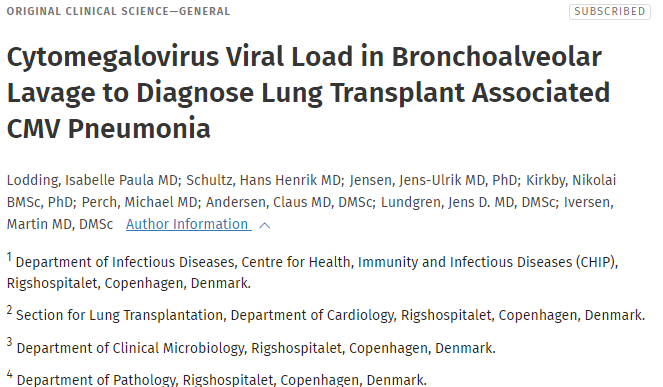 ORIGINAL CLINICAL SCIENCE—GENERAL
SUBSCRIBED
Cytomegalovirus Viral Load in Bronchoalveolar
Lavage to Diagnose Lung Transplant Associated
CMV Pneumonia
Lodding, Isabelle Paula MD; Schultz, Hans Henrik MD; Jensen, Jens-Ulrik MD, PhD; Kirkby, Nikolai
BMSc, PhD; Perch, Michael MD; Andersen, Claus MD, DMSc; Lundgren, Jens D. MD, DMSc; Iversen,
Martin MD, DMSc Author Information
1 Department of Infectious Diseases, Centre for Health, Immunity and Infectious Diseases (CHIP),
Rigshospitalet, Copenhagen, Denmark.
2 Section for Lung Transplantation, Department of Cardiology, Rigshospitalet, Copenhagen, Denmark.
3 Department of Clinical Microbiology, Rigshospitalet, Copenhagen, Denmark.
4 Department of Pathology, Rigshospitalet, Copenhagen, Denmark.